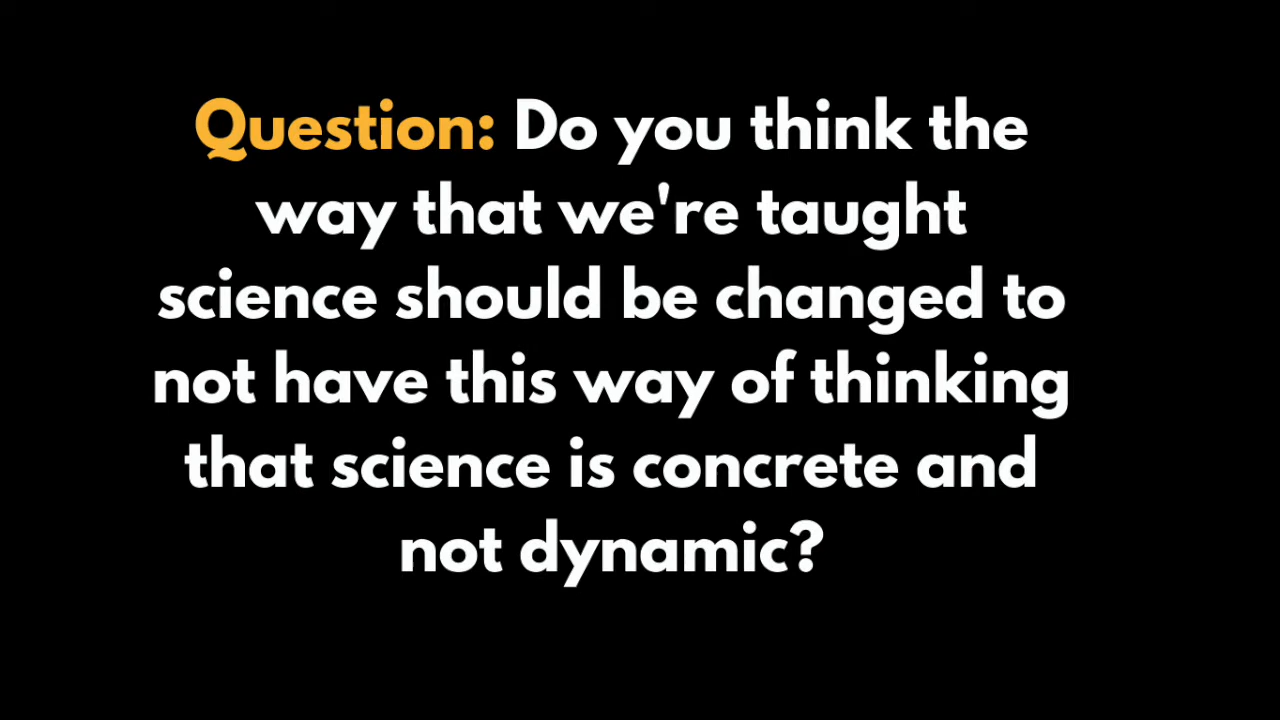 Question: Do you think the
way that we're taught
science should be changed to
not have this way of thinking
that science is concrete and
not dynamic?